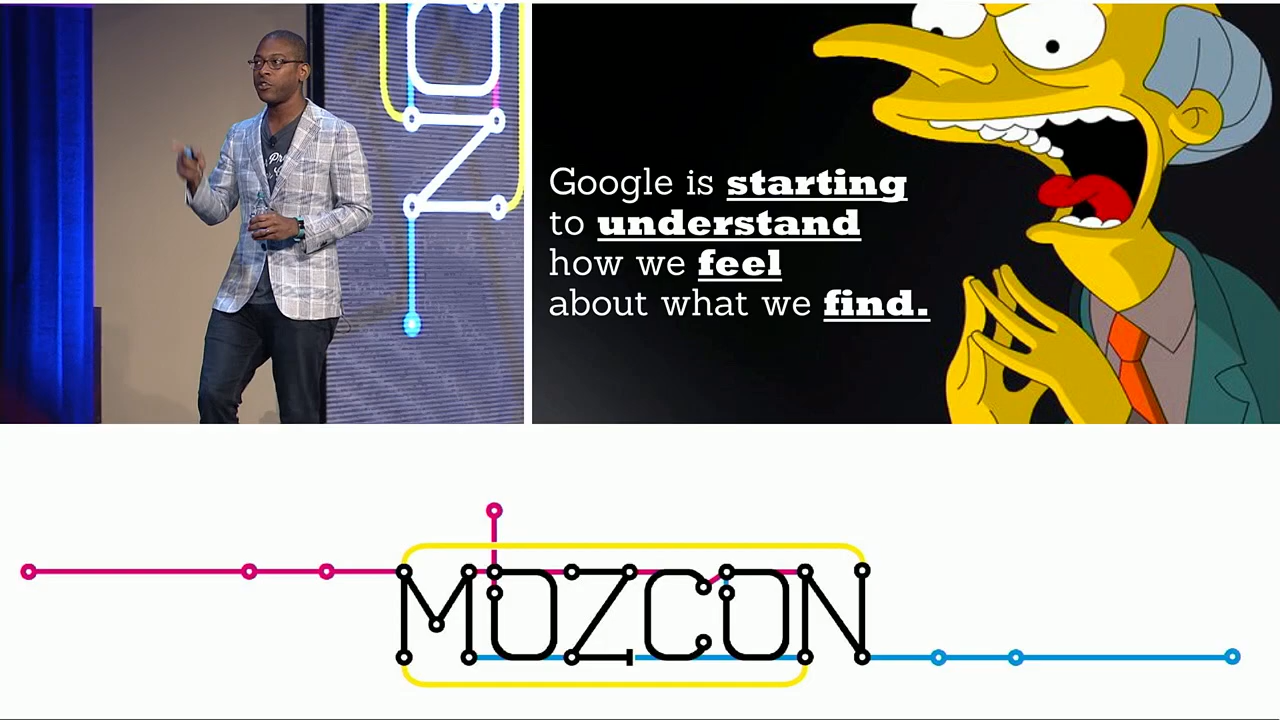 Google is starting
to understand
how we feel
about what we find.
MOZCON